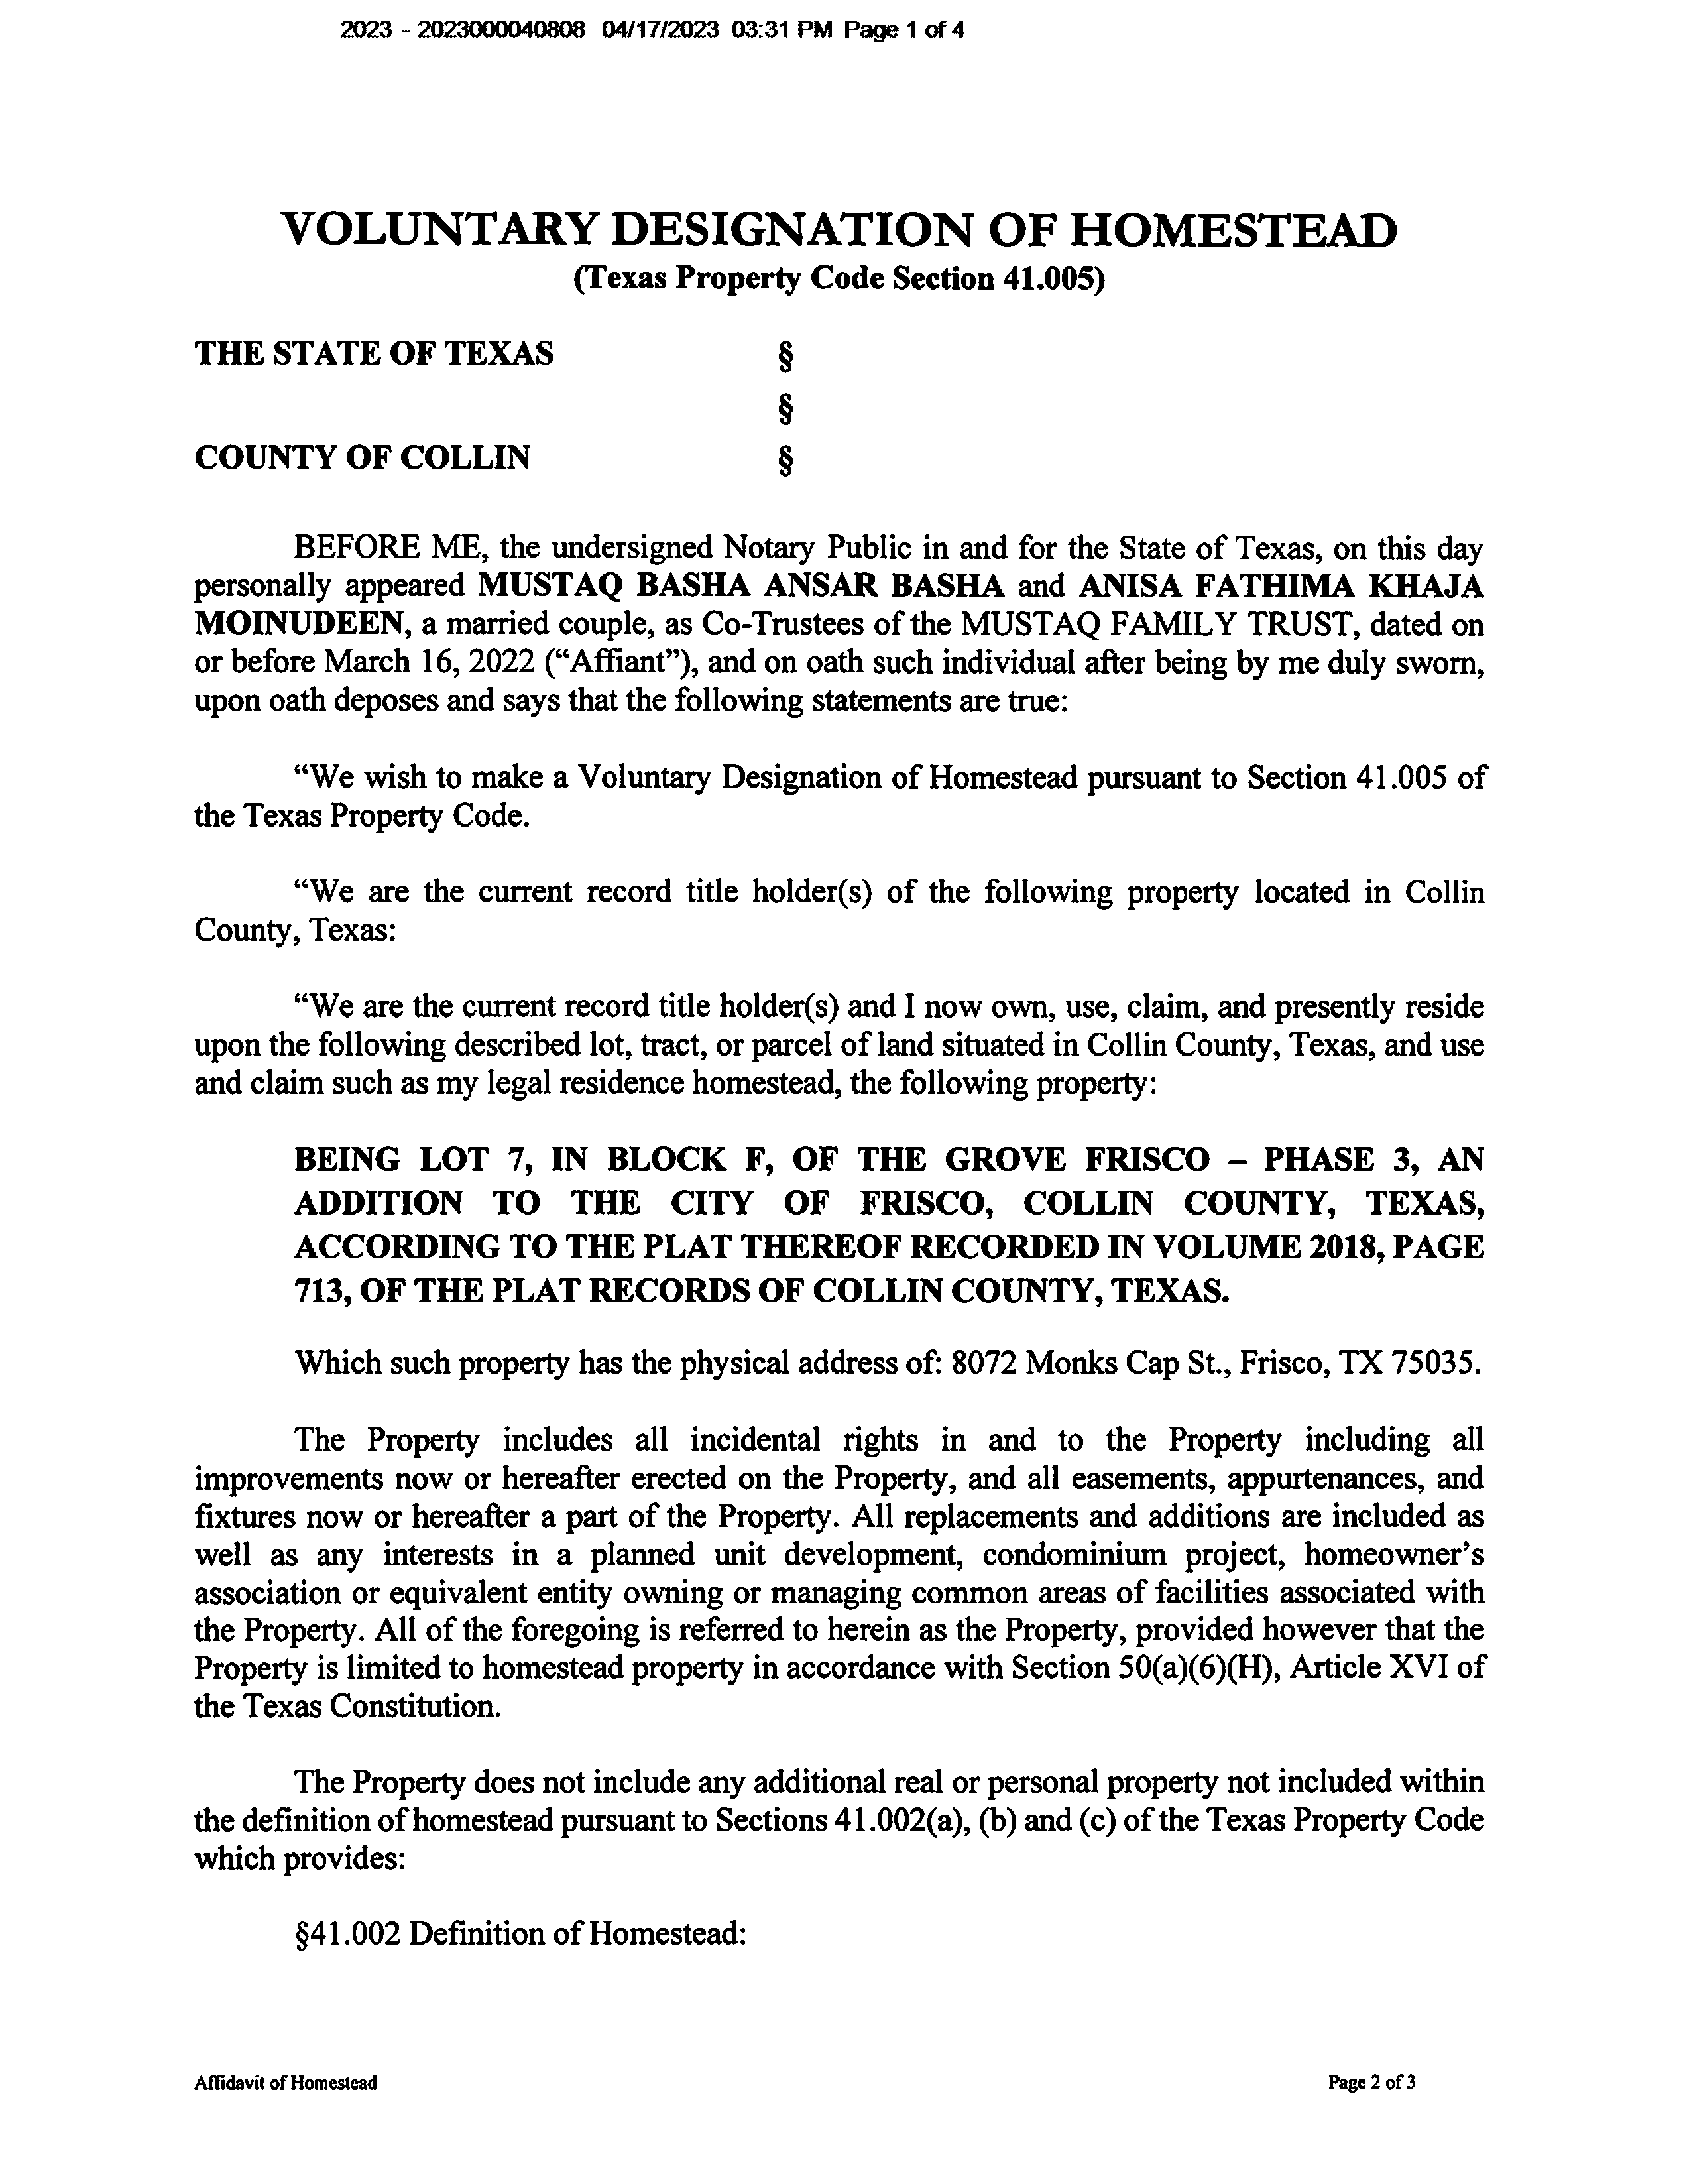 2023 - 2023000040808 04/17/2023 03:31 PM Page 1 of 4
VOLUNTARY DESIGNATION OF HOMESTEAD
(Texas Property Code Section 41.005)
THE STATE OF TEXAS §
§
COUNTY OF COLLIN §
BEFORE ME, the undersigned Notary Public in and for the State of Texas, on this day
personally appeared MUSTAQ BASHA ANSAR BASHA and ANISA FATHIMA KHAJA
MOINUDEEN, a married couple, as Co-Trustees of the MUSTAQ FAMILY TRUST, dated on
or before March 16, 2022 (“Affiant”), and on oath such individual after being by me duly sworn,
upon oath deposes and says that the following statements are true:
“We wish to make a Voluntary Designation of Homestead pursuant to Section 41.005 of
the Texas Property Code.
“We are the current record title holder(s) of the following property located in Collin
County, Texas:
“We are the current record title holder(s) and I now own, use, claim, and presently reside
upon the following described lot, tract, or parcel of land situated in Collin County, Texas, and use
and claim such as my legal residence homestead, the following property:
BEING LOT 7, IN BLOCK F, OF THE GROVE FRISCO – PHASE 3, AN
ADDITION TO THE CITY OF FRISCO, COLLIN COUNTY, TEXAS,
ACCORDING TO THE PLAT THEREOF RECORDED IN VOLUME 2018, PAGE
713, OF THE PLAT RECORDS OF COLLIN COUNTY, TEXAS.
Which such property has the physical address of: 8072 Monks Cap St., Frisco, TX 75035.
The Property includes all incidental rights in and to the Property including all
improvements now or hereafter erected on the Property, and all easements, appurtenances, and
fixtures now or hereafter a part of the Property. All replacements and additions are included as
well as any interests in a planned unit development, condominium project, homeowner’s
association or equivalent entity owning or managing common areas of facilities associated with
the Property. All of the foregoing is referred to herein as the Property, provided however that the
Property is limited to homestead property in accordance with Section 50(a)(6)(H), Article XVI of
the Texas Constitution.
The Property does not include any additional real or personal property not included within
the definition of homestead pursuant to Sections 41.002(a), (b) and (c) of the Texas Property Code
which provides:
§41.002 Definition of Homestead:
Affidavit of Homestead Page 2 of 3